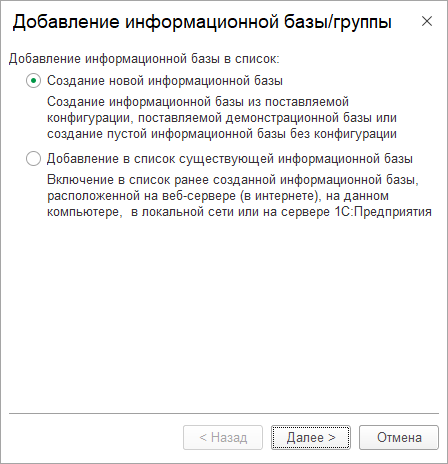 Добавление информационной базы/группы
Добавление информационной базы в список:
Создание новой информационной базы
Создание информационной базы из поставляемой
конфигурации, поставляемой демонстрационной базы или
создание пустой информационной базы без конфигурации
Добавление в список существующей информационной базы
Включение в список ранее созданной информационной базы,
расположенной на веб-сервере (в интернете), на данном
компьютере, в локальной сети или на сервере 1С:Предприятия
< Назад
Далее >
Отмена